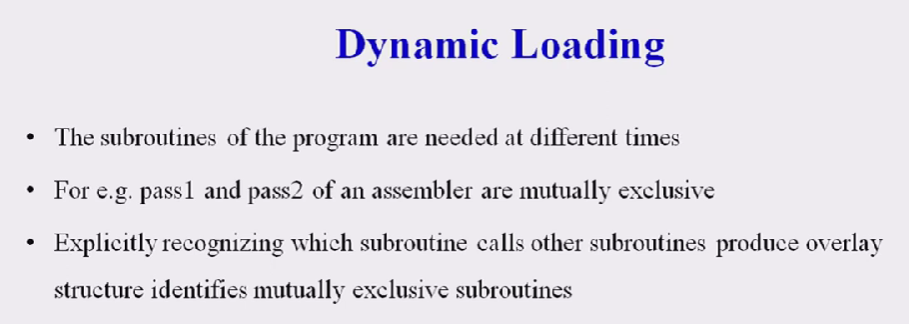 Dynamic Loading
• The subroutines of the program are needed at different times
• For e.g. pass1 and pass2 of an assembler are mutually exclusive
• Explicitly recognizing which subroutine calls other subroutines produce overlay
structure identifies mutually exclusive subroutines